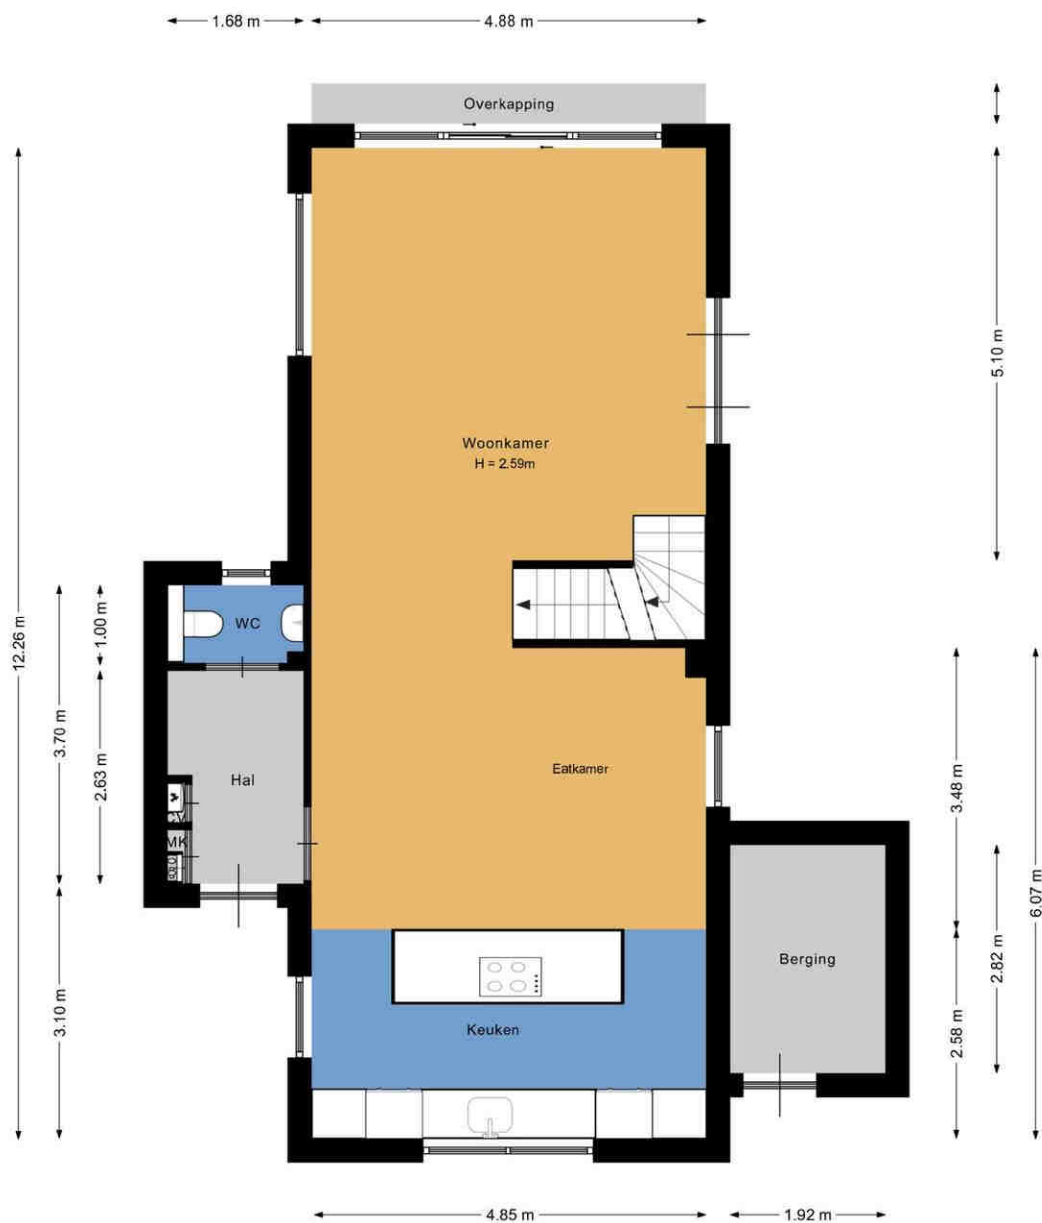 1.68 m
4.88 m
Overkapping
5.10 m
Woonkamer
H = 2.59m
12.26 m
3.70 m
1.00 m
WC
2.63 m
Hal
Eatkamer
CV
MK
3.48 m
6.07 m
2.82 m
Berging
3.10 m
Keuken
2.58 m
4.85 m
1.92 m